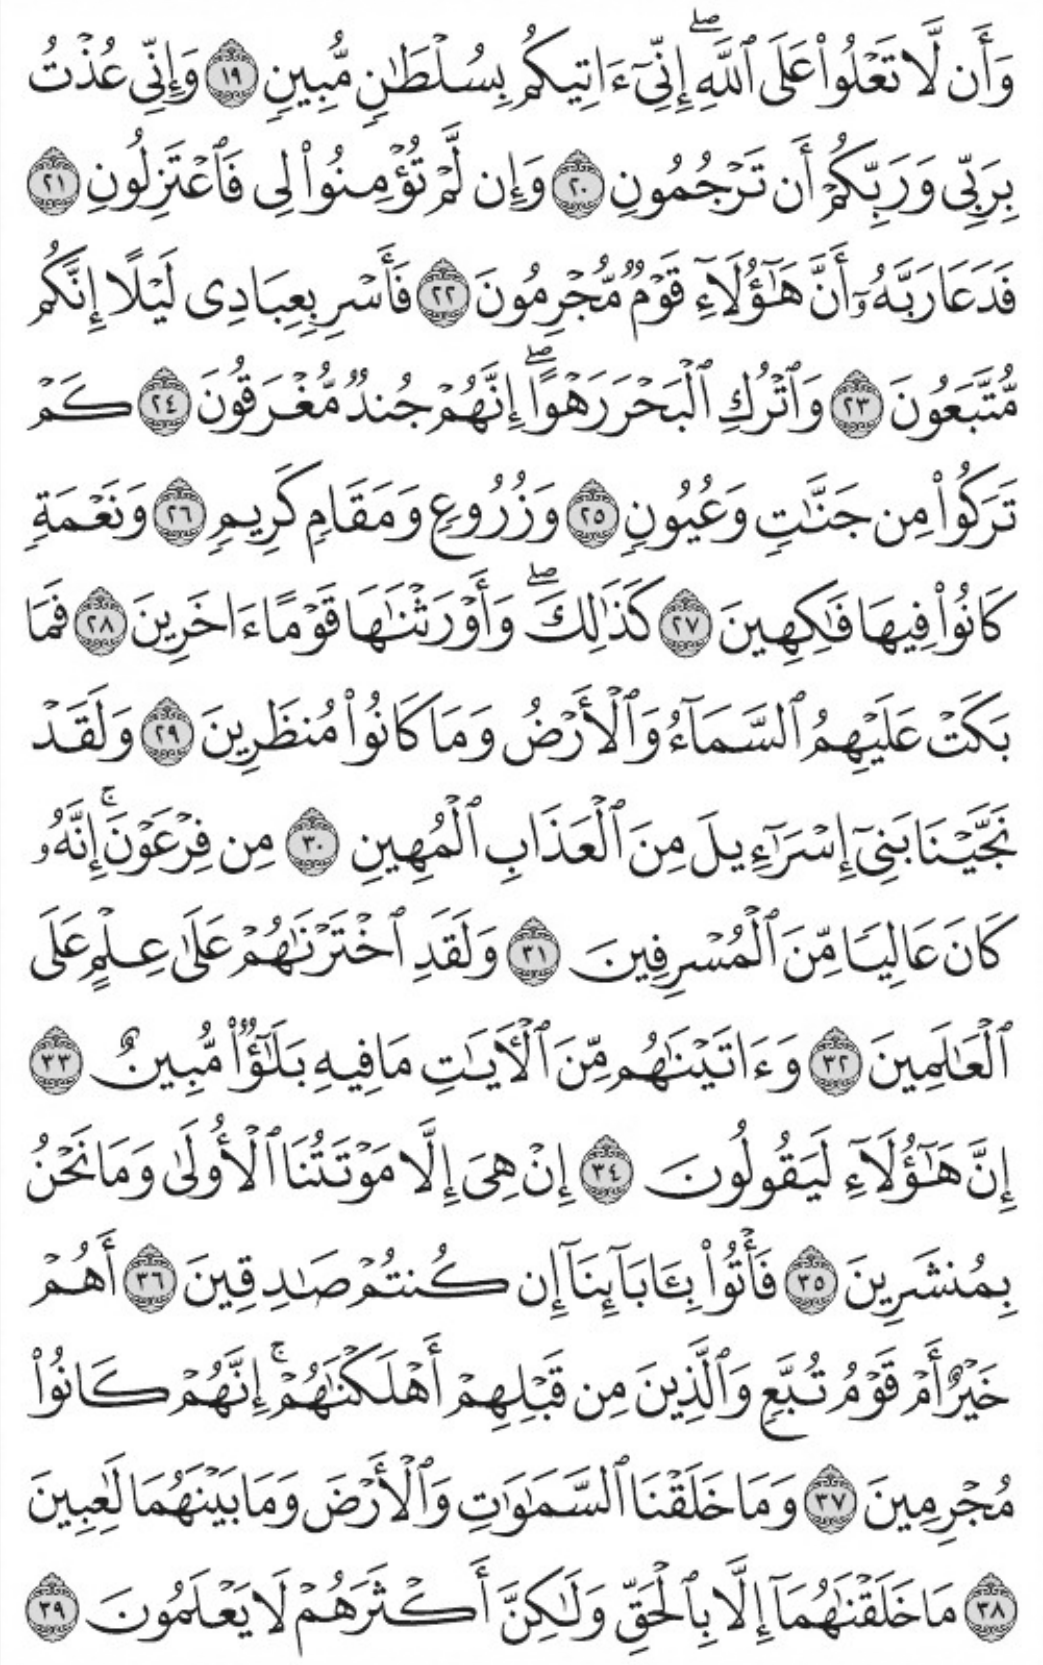 وَأَن لَّا تَعْلُوا۟ عَلَى ٱللَّهِ ۖ إِنِّىٓ ءَاتِيكُم بِسُلْطَـٰنٍ مُّبِينٍ ١٩ وَإِنِّى عُذْتُ
بِرَبِّى وَرَبِّكُمْ أَن تَرْجُمُونِ ٢٠ وَإِن لَّمْ تُؤْمِنُوا۟ لِى فَٱعْتَزِلُونِ ٢١
فَدَعَا رَبَّهُۥٓ أَنَّ هَـٰٓؤُلَآءِ قَوْمٌ مُّجْرِمُونَ ٢٢ فَأَسْرِ بِعِبَادِى لَيْلًا إِنَّكُم
مُّتَّبَعُونَ ٢٣ وَٱتْرُكِ ٱلْبَحْرَ رَهْوًا ۖ إِنَّهُمْ جُندٌ مُّغْرَقُونَ ٢٤ كَمْ
تَرَكُوا۟ مِن جَنَّـٰتٍ وَعُيُونٍ ٢٥ وَزُرُوعٍ وَمَقَامٍ كَرِيمٍ ٢٦ وَنَعْمَةٍ
كَانُوا۟ فِيهَا فَـٰكِهِينَ ٢٧ كَذَٰلِكَ ۖ وَأَوْرَثْنَـٰهَا قَوْمًا ءَاخَرِينَ ٢٨ فَمَا
بَكَتْ عَلَيْهِمُ ٱلسَّمَآءُ وَٱلْأَرْضُ وَمَا كَانُوا۟ مُنظَرِينَ ٢٩ وَلَقَدْ
نَجَّيْنَا بَنِىٓ إِسْرَٰٓءِيلَ مِنَ ٱلْعَذَابِ ٱلْمُهِينِ ٣٠ مِن فِرْعَوْنَ ۚ إِنَّهُۥ
كَانَ عَالِيًا مِّنَ ٱلْمُسْرِفِينَ ٣١ وَلَقَدِ ٱخْتَرْنَـٰهُمْ عَلَىٰ عِلْمٍ عَلَى
ٱلْعَـٰلَمِينَ ٣٢ وَءَاتَيْنَـٰهُم مِّنَ ٱلْـَٔايَـٰتِ مَا فِيهِ بَلَـٰٓؤٌا۟ مُّبِينٌ ٣٣
إِنَّ هَـٰٓؤُلَآءِ لَيَقُولُونَ ٣٤ إِنْ هِىَ إِلَّا مَوْتَتُنَا ٱلْأُولَىٰ وَمَا نَحْنُ
بِمُنشَرِينَ ٣٥ فَأْتُوا۟ بِـَٔابَآئِنَآ إِن كُنتُمْ صَـٰدِقِينَ ٣٦ أَهُمْ
خَيْرٌ أَمْ قَوْمُ تُبَّعٍ وَٱلَّذِينَ مِن قَبْلِهِمْ أَهْلَكْنَـٰهُمْ ۚ إِنَّهُمْ كَانُوا۟
مُجْرِمِينَ ٣٧ وَمَا خَلَقْنَا ٱلسَّمَـٰوَٰتِ وَٱلْأَرْضَ وَمَا بَيْنَهُمَا لَـٰعِبِينَ
٣٨ مَا خَلَقْنَـٰهُمَآ إِلَّا بِٱلْحَقِّ وَلَـٰكِنَّ أَكْثَرَهُمْ لَا يَعْلَمُونَ ٣٩